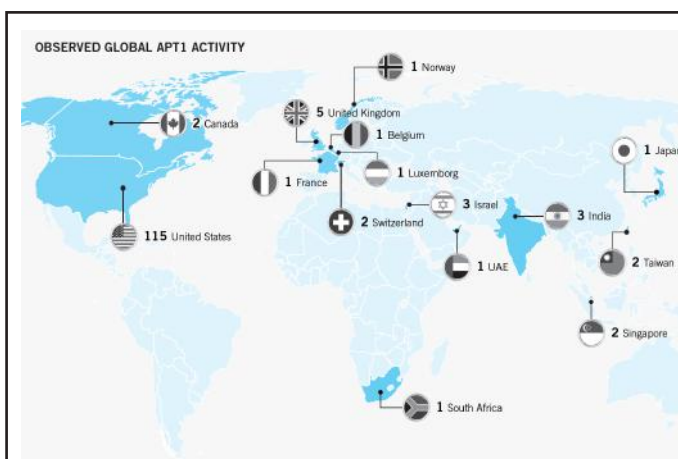 OBSERVED GLOBAL APT1 ACTIVITY
1 Norway
5 United Kingdom
2 Canada
1 Belgium
1 Japan
1 Luxemborg
1 France
3 Israel
3 India
2 Switzerland
115 United States
2 Taiwan
1 UAE
2 Singapore
1 South Africa